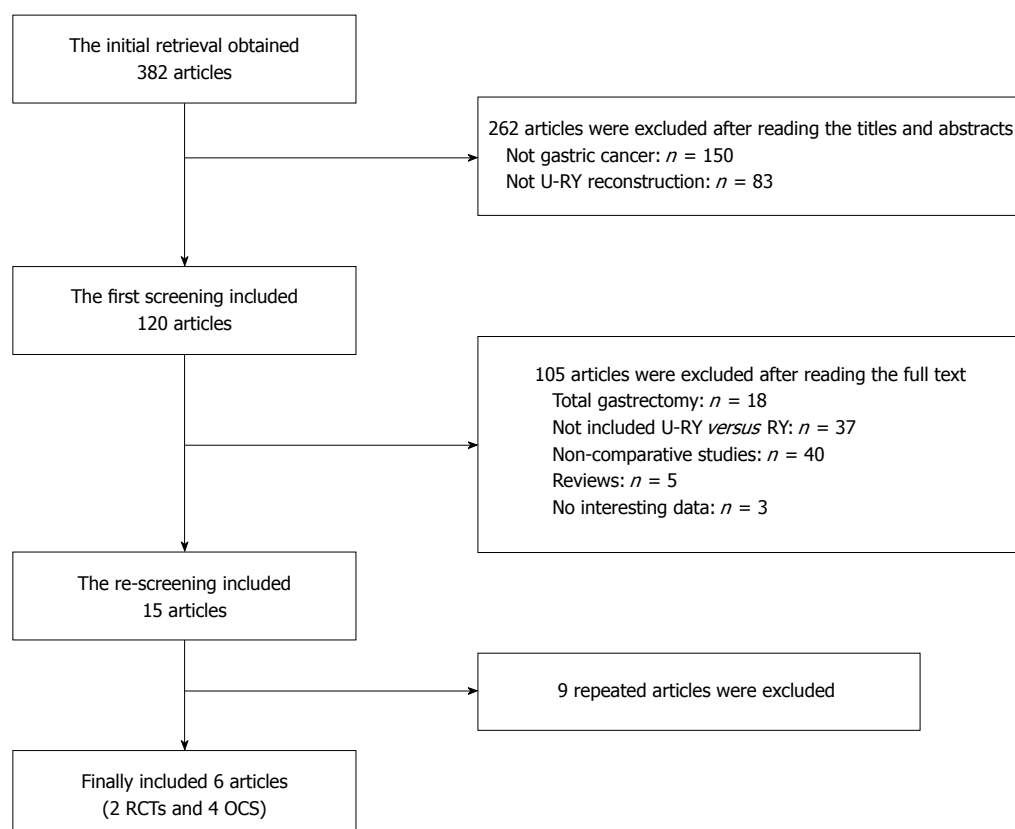 The initial retrieval obtained
382 articles
262 articles were excluded after reading the titles and abstracts
Not gastric cancer: n = 150
Not U-RY reconstruction: n = 83
The first screening included
120 articles
105 articles were excluded after reading the full text
Total gastrectomy: n = 18
Not included U-RY versus RY: n = 37
Non-comparative studies: n = 40
Reviews: n = 5
No interesting data: n = 3
The re-screening included
15 articles
9 repeated articles were excluded
Finally included 6 articles
(2 RCTs and 4 OCS)